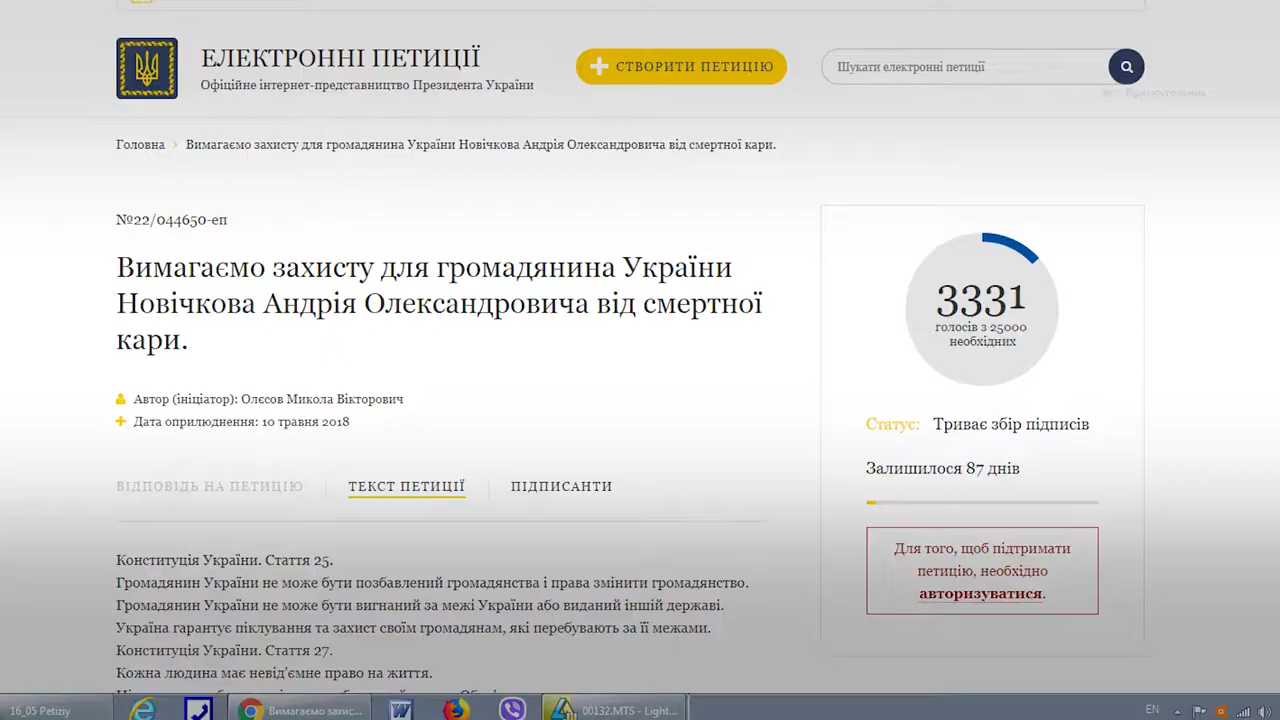 ЕЛЕКТРОННІ ПЕТИЦІЇ
Офіційне інтернет-представництво Президента України
СТВОРИТИ ПЕТИЦІЮ
Шукати електронні петиції
Прямоугольник
Головна > Вимагаємо захисту для громадянина України Новічкова Андрія Олександровича від смертної кари.
№22/044650-еп
Вимагаємо захисту для громадянина України
Новічкова Андрія Олександровича від смертної
кари.
Автор (ініціатор): Олєсов Микола Вікторович
Дата оприлюднення: 10 травня 2018
ВІДПОВІДЬ НА ПЕТИЦІЮ
ТЕКСТ ПЕТИЦІЇ
ПІДПИСАНТИ
Конституція України. Стаття 25.
Громадянин України не може бути позбавлений громадянства і права змінити громадянство.
Громадянин України не може бути вигнаний за межі України або виданий іншій державі.
Україна гарантує піклування та захист своїм громадянам, які перебувають за її межами.
Конституція України. Стаття 27.
Кожна людина має невід'ємне право на життя.
3331
голосів з 25000
необхідних
Статус: Триває збір підписів
Залишилося 87 днів
Для того, щоб підтримати
петицію, необхідно
авторизуватися.
16_05 Petiziy
Вимагаємо захис...
00132.MTS - Light...
EN